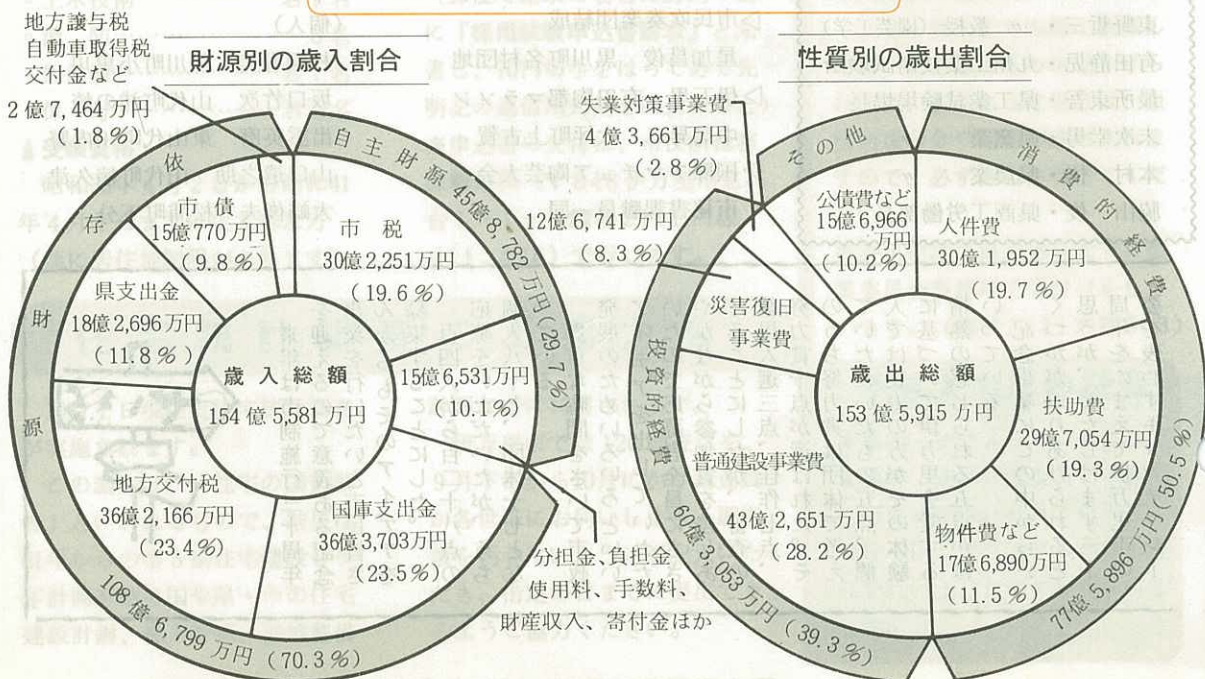 財源別の歳入割合
地方譲与税
自動車取得税
交付金など
2億7,464万円
(1.8%)
自主財源 45億8,782万円(29.7%)
市税
30億2,251万円
(19.6%)
15億6,531万円
(10.1%)
分担金、負担金、
使用料、手数料、
財産収入、寄付金ほか
国庫支出金
36億3,703万円
(23.5%)
地方交付税
36億2,166万円
(23.4%)
県支出金
18億2,696万円
(11.8%)
市債
15億770万円
(9.8%)
依存財源
108億6,799万円(70.3%)
歳入総額
154億5,581万円
性質別の歳出割合
失業対策事業費
4億3,661万円
(2.8%)
12億6,741万円
(8.3%)
災害復旧
事業費
その他
公債費など
15億6,966
万円
(10.2%)
消費的経費
77億5,896万円(50.5%)
人件費
30億1,952万円
(19.7%)
扶助費
29億7,054万円
(19.3%)
物件費など
17億6,890万円
(11.5%)
投資的経費
60億3,053万円(39.3%)
普通建設事業費
43億2,651万円
(28.2%)
歳出総額
153億5,915万円